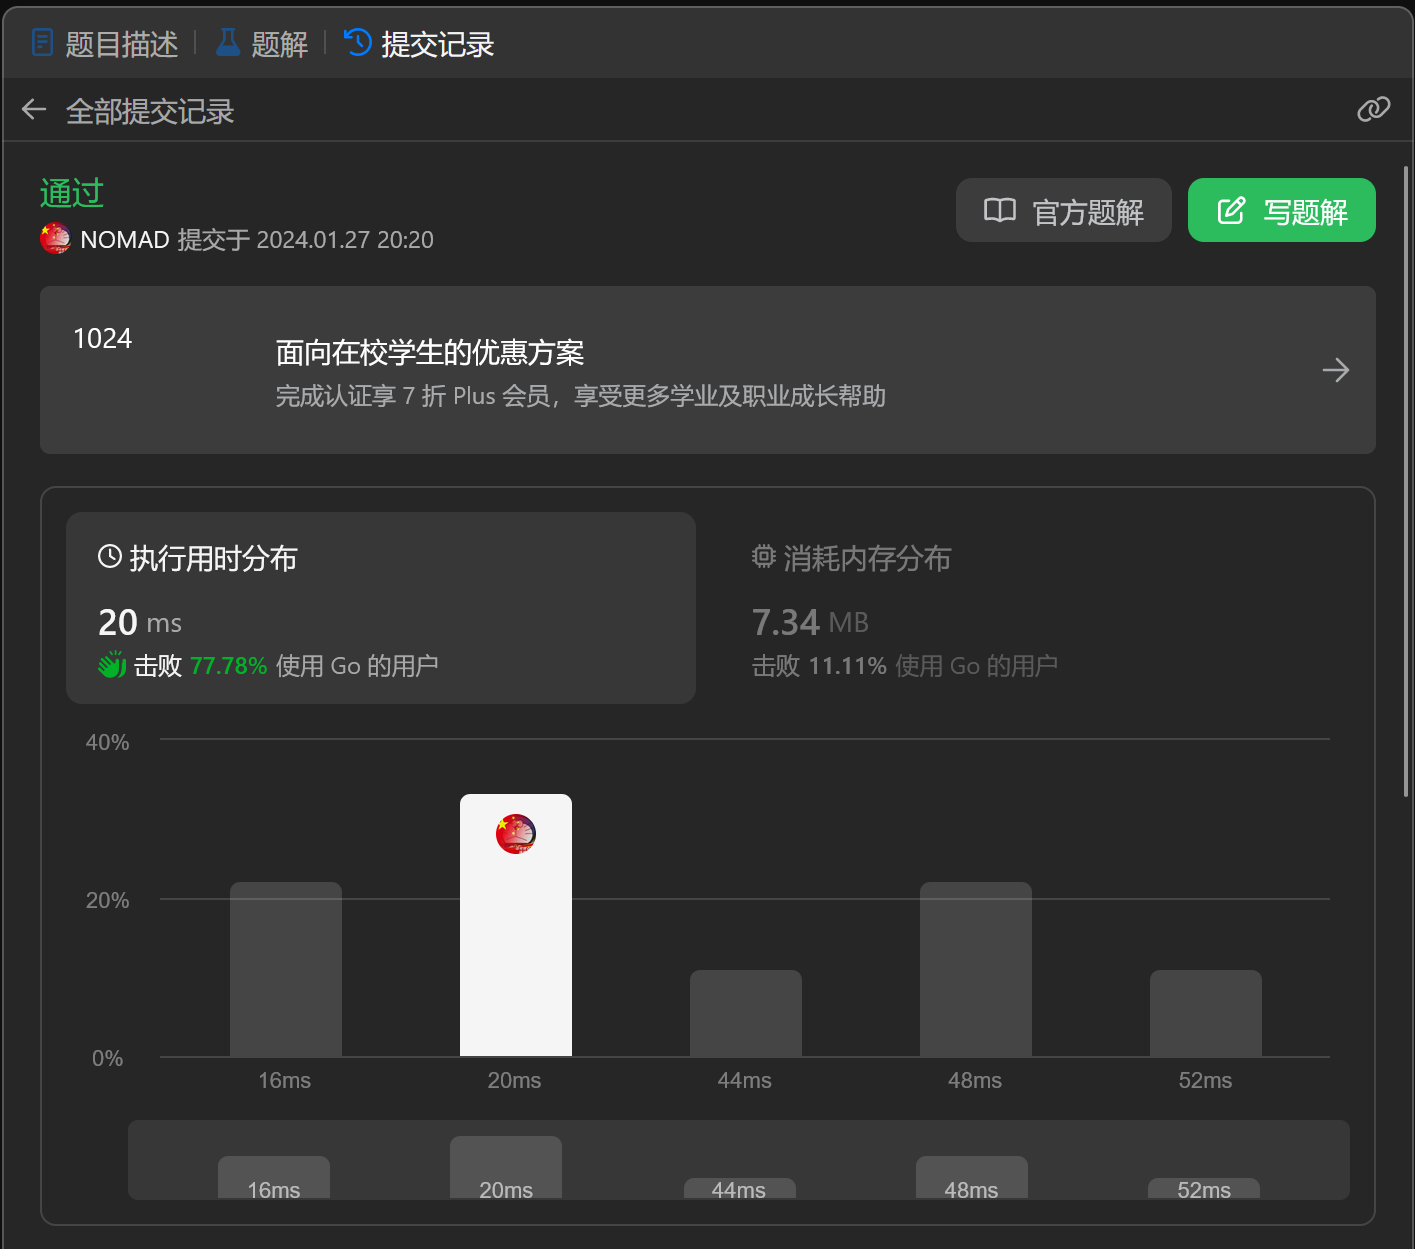 题目描述 题解 提交记录
全部提交记录
通过
NOMAD 提交于 2024.01.27 20:20
官方题解
写题解
1024
面向在校学生的优惠方案
完成认证享 7 折 Plus 会员，享受更多学业及职业成长帮助
执行用时分布
20 ms
击败 77.78% 使用 Go 的用户
消耗内存分布
7.34 MB
击败 11.11% 使用 Go 的用户
40%
20%
0%
16ms 20ms 44ms 48ms 52ms
16ms 20ms 44ms 48ms 52ms